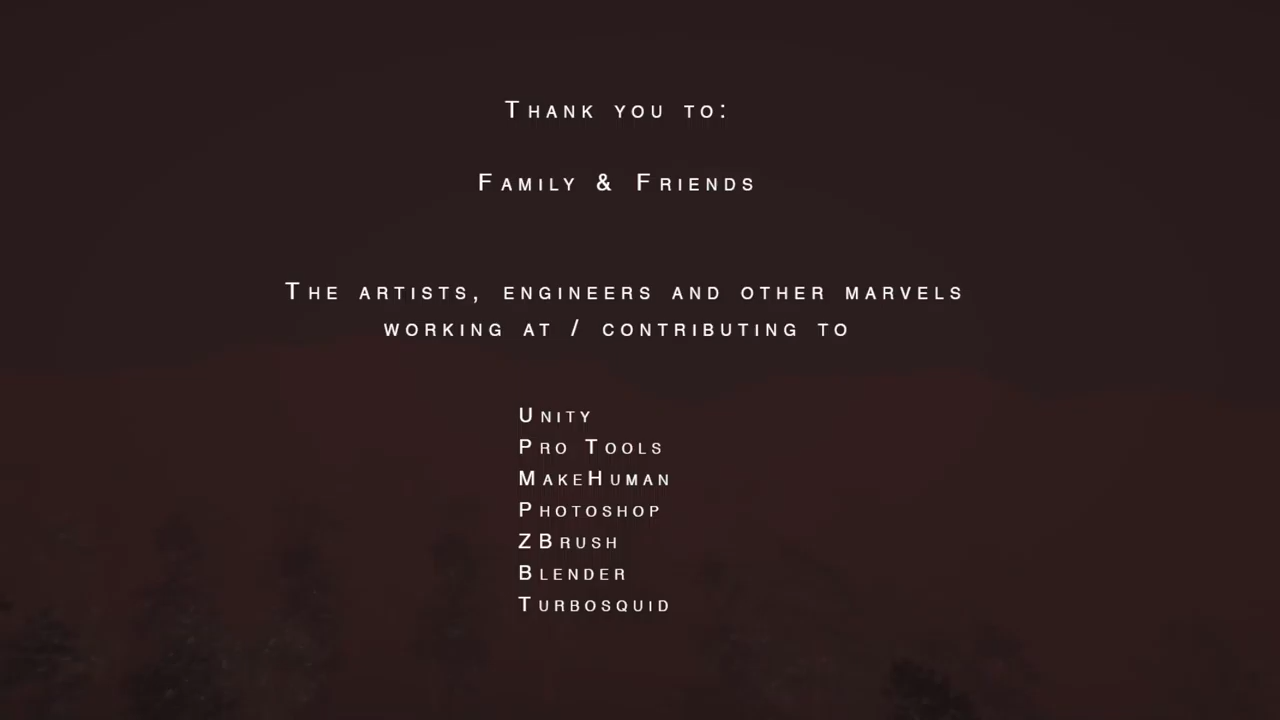 Thank you to:
Family & Friends
The artists, engineers and other marvels
working at / contributing to
Unity
Pro Tools
MakeHuman
Photoshop
ZBrush
Blender
Turbosquid